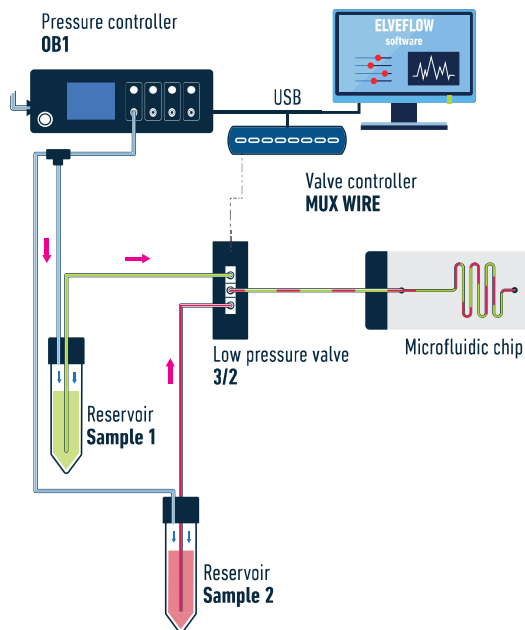 Pressure controller
OB1
ELVEFLOW
software
USB
Valve controller
MUX WIRE
Low pressure valve
3/2
Microfluidic chip
Reservoir
Sample 1
Reservoir
Sample 2